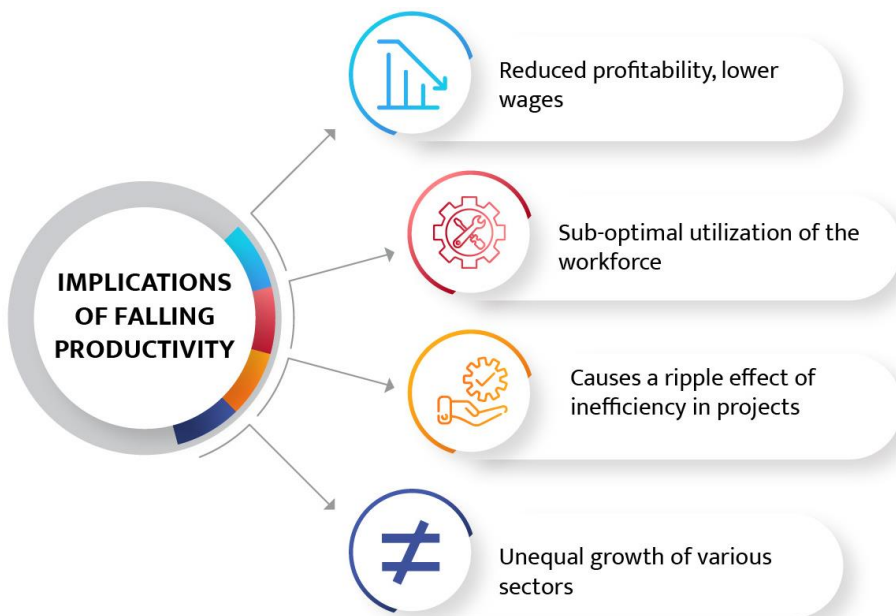 IMPLICATIONS
OF FALLING
PRODUCTIVITY
Reduced profitability, lower
wages
Sub-optimal utilization of the
workforce
Causes a ripple effect of
inefficiency in projects
Unequal growth of various
sectors